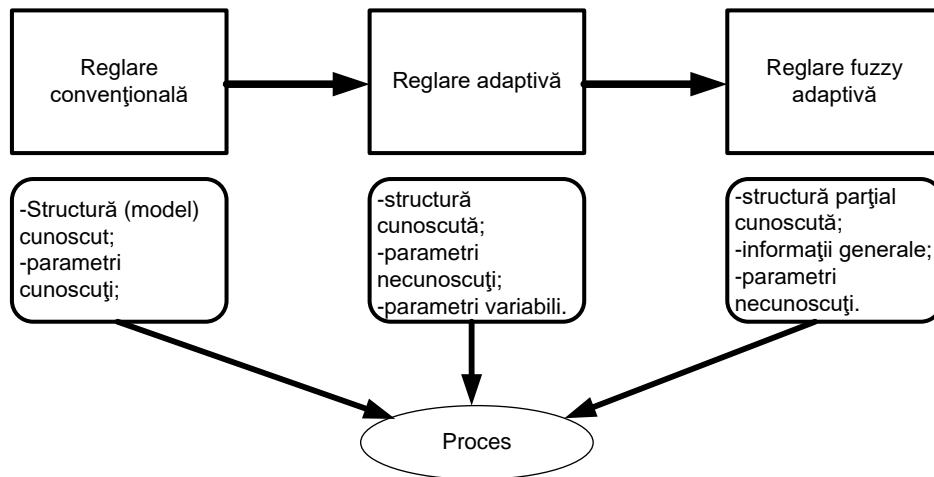 Reglare
convenţională
Reglare adaptivă
Reglare fuzzy
adaptivă
-Structură (model)
cunoscut;
-parametri
cunoscuţi;
-structură
cunoscută;
-parametri
necunoscuţi;
-parametri variabili.
-structură parţial
cunoscută;
-informaţii generale;
-parametri
necunoscuţi.
Proces